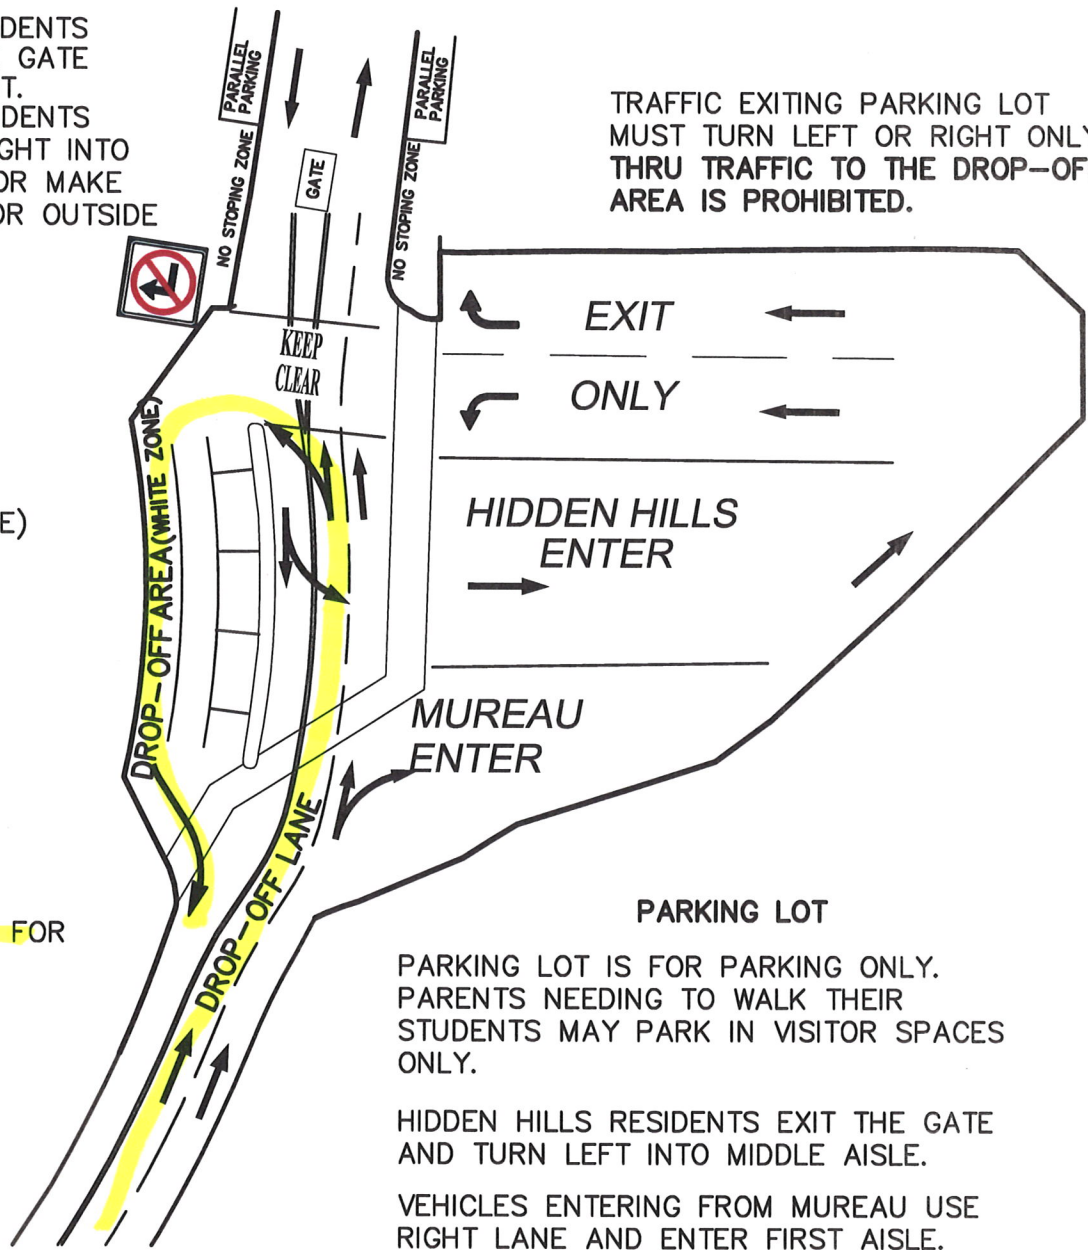 DENTS
GATE
T.
DENTS
GHT INTO
OR MAKE
OR OUTSIDE
PARALLEL
PARKING
PARALLEL
PARKING
NO STOPING ZONE
NO STOPING ZONE
GATE
TRAFFIC EXITING PARKING LOT
MUST TURN LEFT OR RIGHT ONLY
THRU TRAFFIC TO THE DROP-OF
AREA IS PROHIBITED.
KEEP
CLEAR
EXIT
ONLY
E)
DROP-OFF AREA(WHITE ZONE)
HIDDEN HILLS
ENTER
MUREAU
ENTER
DROP-OFF LANE
FOR
PARKING LOT
PARKING LOT IS FOR PARKING ONLY.
PARENTS NEEDING TO WALK THEIR
STUDENTS MAY PARK IN VISITOR SPACES
ONLY.
HIDDEN HILLS RESIDENTS EXIT THE GATE
AND TURN LEFT INTO MIDDLE AISLE.
VEHICLES ENTERING FROM MUREAU USE
RIGHT LANE AND ENTER FIRST AISLE.